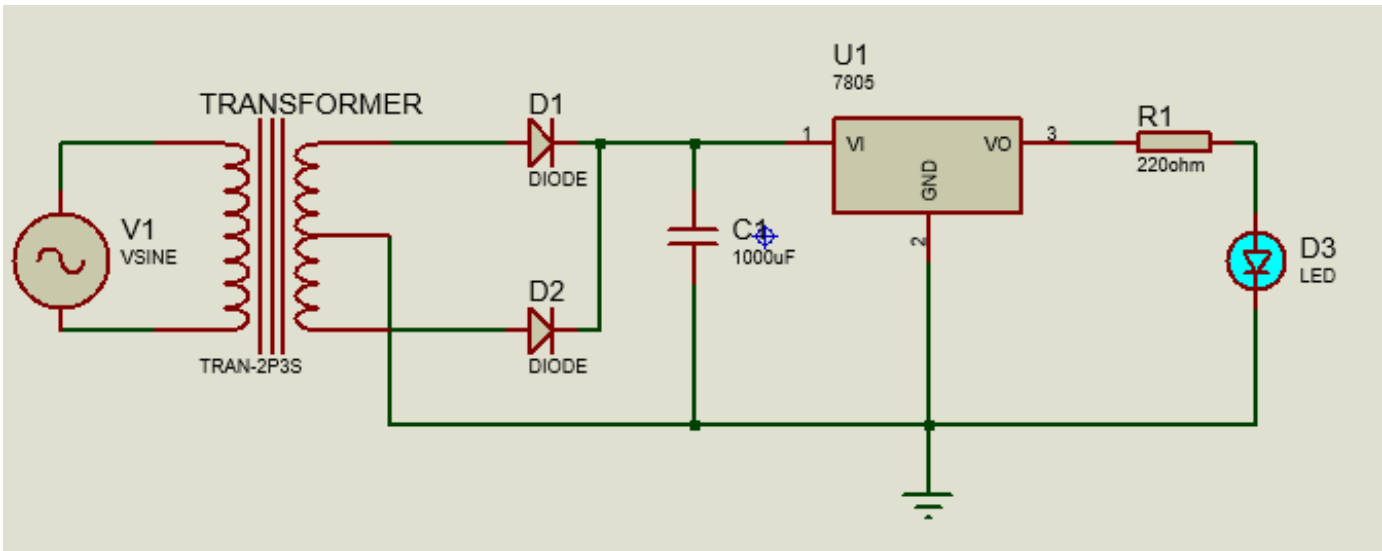 U1
7805
TRANSFORMER
D1
R1
1
VI
VO
3
DIODE
220ohm
GND
V1
VSINE
C1
1000uF
2
D3
LED
D2
TRAN-2P3S
DIODE